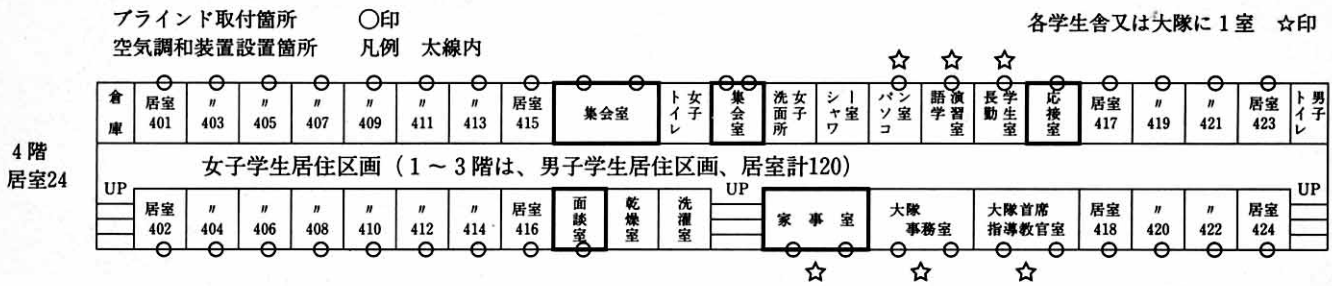 ブラインド取付箇所 ○印
各学生舎又は大隊に1室 ☆印
空気調和装置設置箇所 凡例 太線内
倉庫
居室 401
〃 403
〃 405
〃 407
〃 409
〃 411
〃 413
居室 415
集会室
女子トイレ
集会室
女子洗面所
シャワー室
パソコン室
語学演習室
長勤学生室
応接室
居室 417
〃 419
〃 421
居室 423
男子トイレ
4階
居室24
女子学生居住区画(1~3階は、男子学生居住区画、居室計120)
UP
居室 402
〃 404
〃 406
〃 408
〃 410
〃 412
〃 414
居室 416
面談室
乾燥室
洗濯室
UP
家事室
大隊事務室
大隊首席指導教官室
居室 418
〃 420
〃 422
居室 424
UP